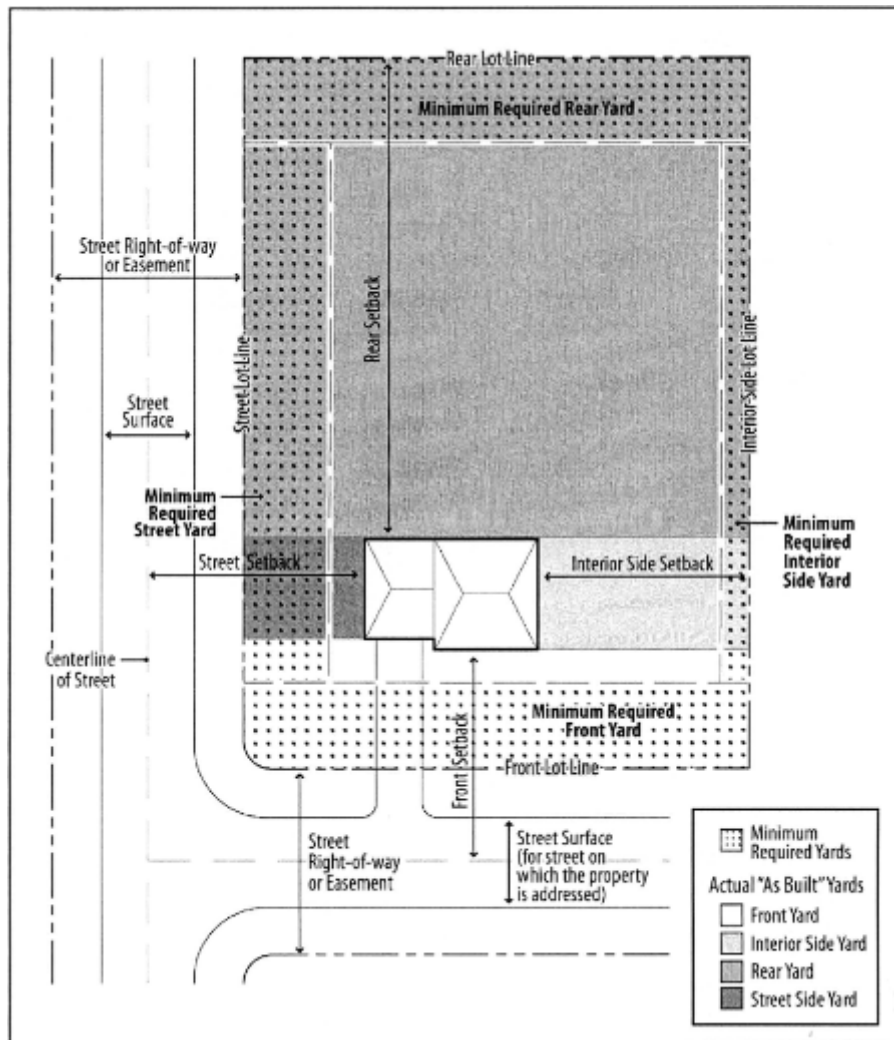 Rear Lot Line
Minimum Required Rear Yard
Street Right-of-way
or Easement
Rear Setback
Street Lot Line
Interior Side Lot Line
Street
Surface
Minimum
Required
Street Yard
Minimum
Required
Interior
Side Yard
Street Setback
Interior Side Setback
Centerline
of Street
Minimum Required
Front Yard
Front Setback
Front Lot Line
Street
Right-of-way
or Easement
Street Surface
(for street on
which the property
is addressed)
Minimum
Required Yards
Actual "As Built" Yards
Front Yard
Interior Side Yard
Rear Yard
Street Side Yard